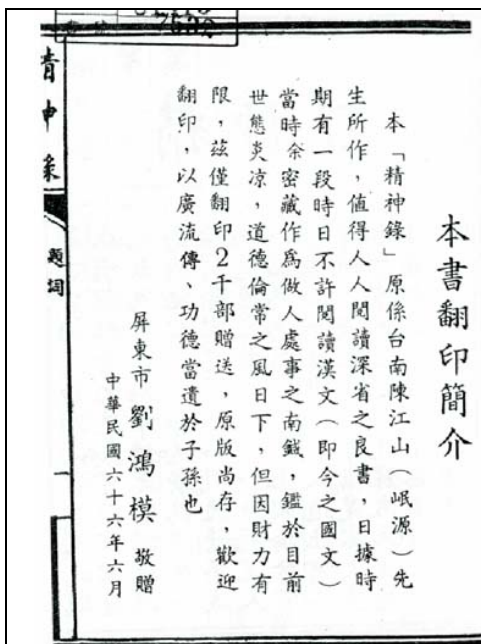 本書翻印簡介
本「精神錄」原係台南陳江山（岷源）先
生所作，值得人人閱讀深省之良書，日據時
期有一段時日不許閱讀漢文（即今之國文）
當時余密藏作爲做人處事之南鍼，鑑於目前
世態炎凉，道德倫常之風日下，但因財力有
限，茲僅翻印2千部贈送，原版尚存，歡迎
翻印，以廣流傳、功德當遺於子孫也
屏東市 劉鴻模 敬贈
中華民國六十六年六月
題詞